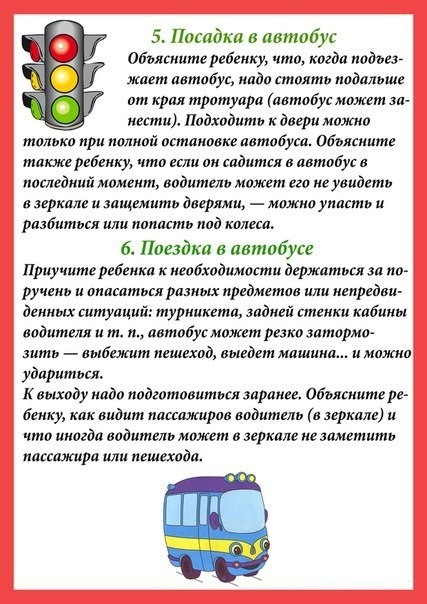 5. Посадка в автобус
Объясните ребенку, что, когда подъез-
жает автобус, надо стоять подальше
от края тротуара (автобус может за-
нести). Подходить к двери можно
только при полной остановке автобуса. Объясните
также ребенку, что если он садится в автобус в
последний момент, водитель может его не увидеть
в зеркале и защемить дверями, — можно упасть и
разбиться или попасть под колеса.
6. Поездка в автобусе
Приучите ребенка к необходимости держаться за по-
ручень и опасаться разных предметов или непредви-
денных ситуаций: турникета, задней стенки кабины
водителя и т. п., автобус может резко затормо-
зить — выбежит пешеход, выедет машина... и можно
удариться.
К выходу надо подготовиться заранее. Объясните ре-
бенку, как видит пассажиров водитель (в зеркале) и
что иногда водитель может в зеркале не заметить
пассажира или пешехода.